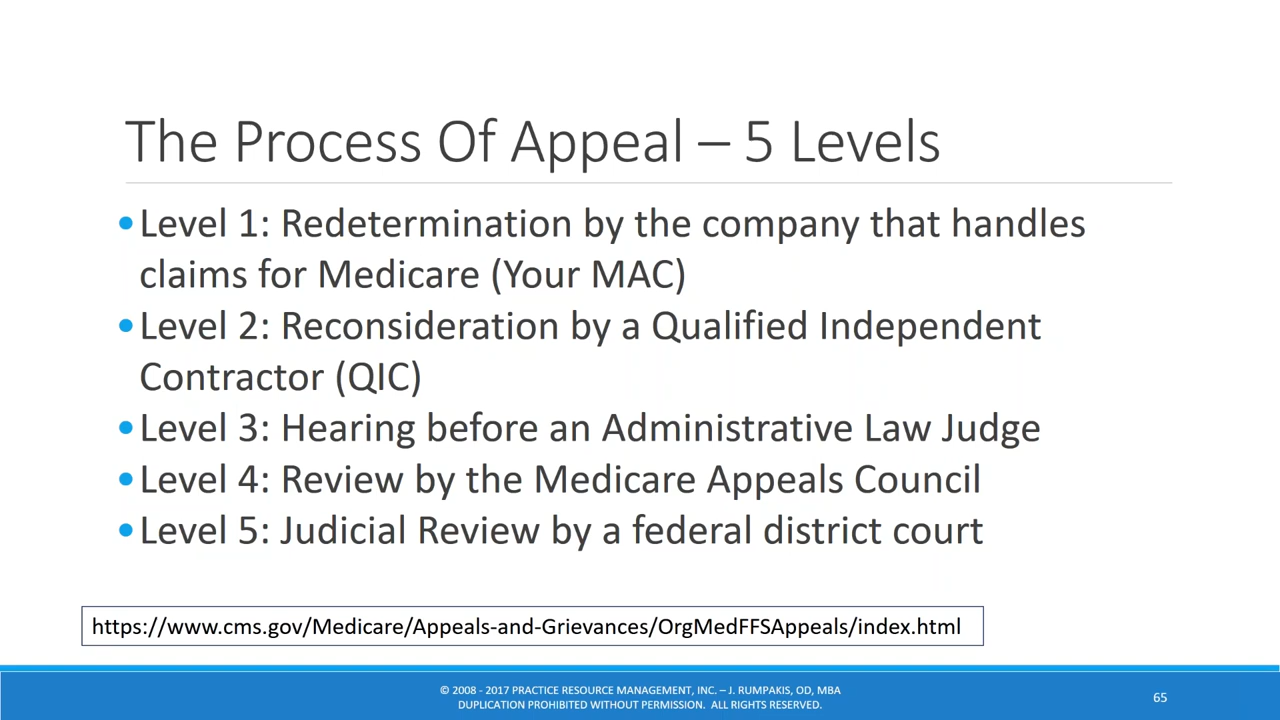 The Process Of Appeal – 5 Levels
•Level 1: Redetermination by the company that handles
claims for Medicare (Your MAC)
•Level 2: Reconsideration by a Qualified Independent
Contractor (QIC)
•Level 3: Hearing before an Administrative Law Judge
•Level 4: Review by the Medicare Appeals Council
•Level 5: Judicial Review by a federal district court
https://www.cms.gov/Medicare/Appeals-and-Grievances/OrgMedFFSAppeals/index.html
© 2008 - 2017 PRACTICE RESOURCE MANAGEMENT, INC. – J. RUMPAKIS, OD, MBA
DUPLICATION PROHIBITED WITHOUT PERMISSION. ALL RIGHTS RESERVED.
65